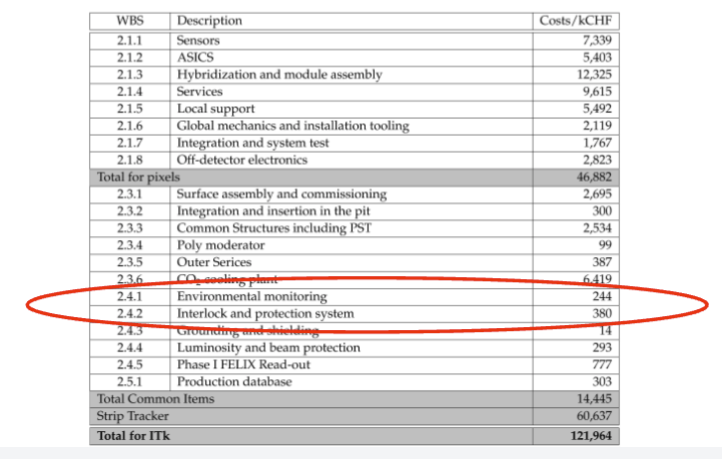 WBS Description Costs/kCHF
2.1.1 Sensors 7,339
2.1.2 ASICS 5,403
2.1.3 Hybridization and module assembly 12,325
2.1.4 Services 9,615
2.1.5 Local support 5,492
2.1.6 Global mechanics and installation tooling 2,119
2.1.7 Integration and system test 1,767
2.1.8 Off-detector electronics 2,823
Total for pixels 46,882
2.3.1 Surface assembly and commissioning 2,695
2.3.2 Integration and insertion in the pit 300
2.3.3 Common Structures including PST 2,534
2.3.4 Poly moderator 99
2.3.5 Outer Serices 387
2.3.6 CO₂ cooling plant 6,419
2.4.1 Environmental monitoring 244
2.4.2 Interlock and protection system 380
2.4.3 Grounding and shielding 14
2.4.4 Luminosity and beam protection 293
2.4.5 Phase I FELIX Read-out 777
2.5.1 Production database 303
Total Common Items 14,445
Strip Tracker 60,637
Total for ITk 121,964